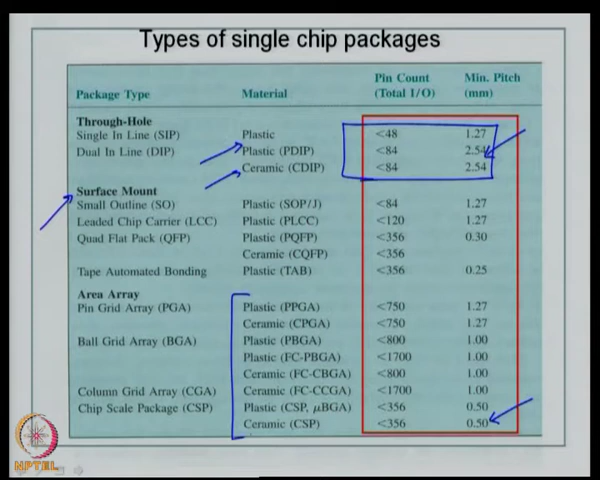 Types of single chip packages
Package Type Material Pin Count (Total I/O) Min. Pitch (mm)
Through-Hole
Single In Line (SIP) Plastic <48 1.27
Dual In Line (DIP) Plastic (PDIP) <84 2.54
Ceramic (CDIP) <84 2.54
Surface Mount
Small Outline (SO) Plastic (SOP/J) <84 1.27
Leaded Chip Carrier (LCC) Plastic (PLCC) <120 1.27
Quad Flat Pack (QFP) Plastic (PQFP) <356 0.30
Ceramic (CQFP) <356
Tape Automated Bonding Plastic (TAB) <356 0.25
Area Array
Pin Grid Array (PGA) Plastic (PPGA) <750 1.27
Ceramic (CPGA) <750 1.27
Ball Grid Array (BGA) Plastic (PBGA) <800 1.00
Plastic (FC-PBGA) <1700 1.00
Ceramic (FC-CBGA) <800 1.00
Column Grid Array (CGA) Ceramic (FC-CCGA) <1700 1.00
Chip Scale Package (CSP) Plastic (CSP, μBGA) <356 0.50
Ceramic (CSP) <356 0.50
NPTEL